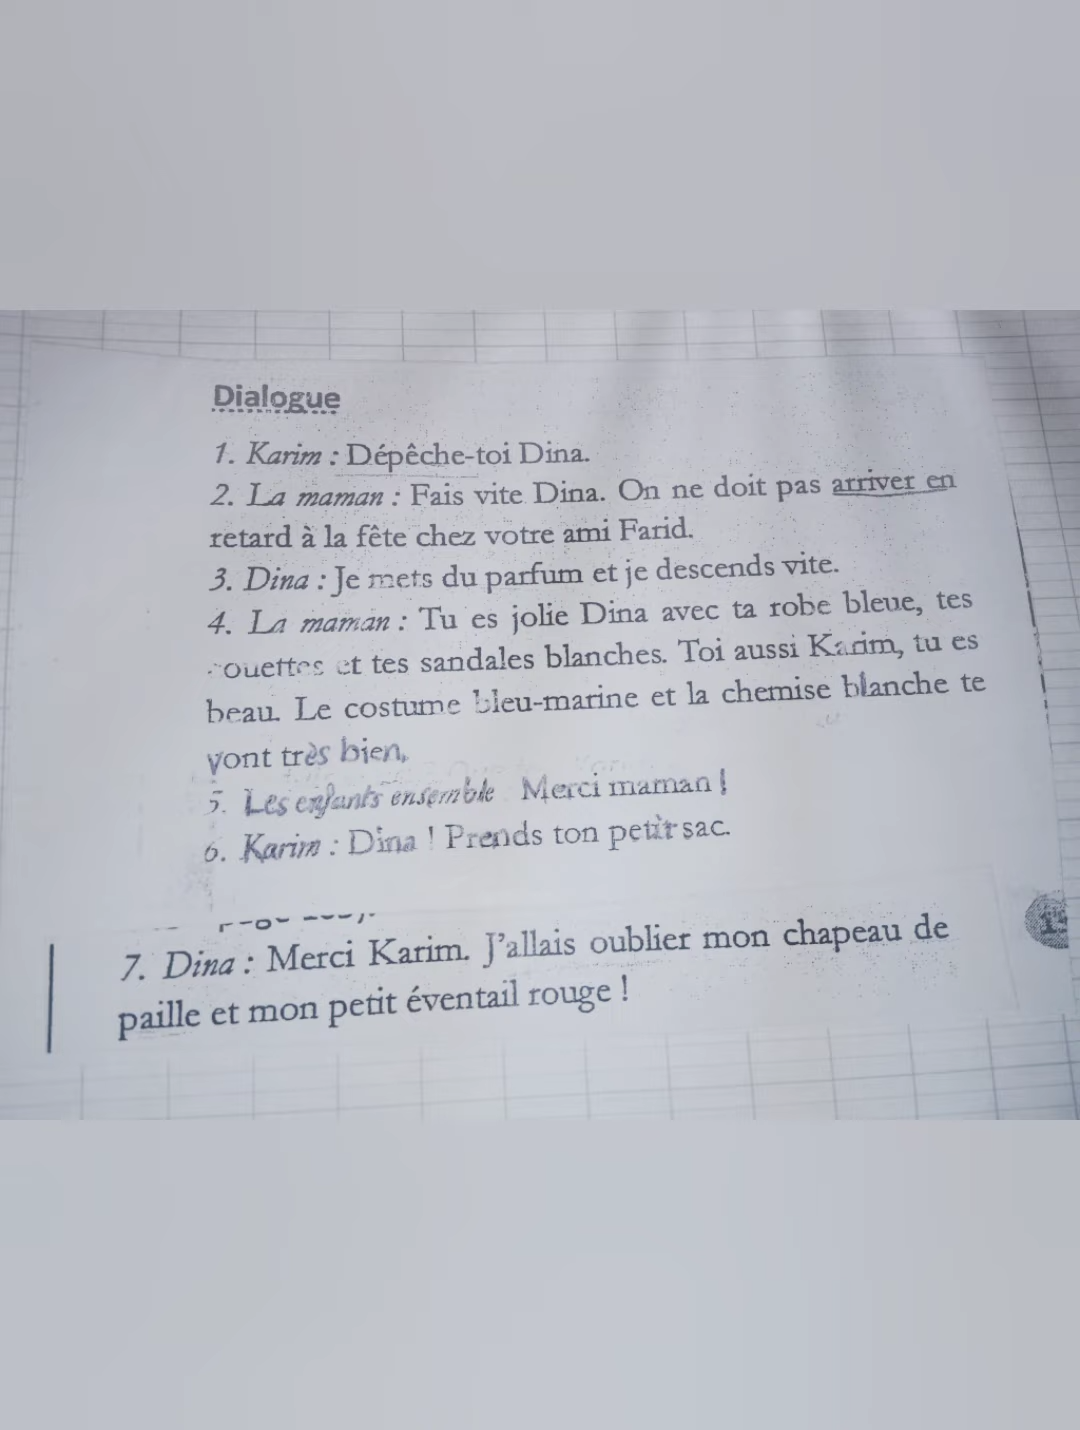 Dialogue
1. Karim : Dépêche-toi Dina.
2. La maman : Fais vite Dina. On ne doit pas arriver en
retard à la fête chez votre ami Farid.
3. Dina : Je mets du parfum et je descends vite.
4. La maman : Tu es jolie Dina avec ta robe bleue, tes
et tes sandales blanches. Toi aussi Karim, tu es
beau. Le costume bleu-marine et la chemise blanche te
vont très bien.
5. Les enfants ensemble Merci maman !
6. Karim : Dina ! Prends ton petit sac.
7. Dina : Merci Karim. J'allais oublier mon chapeau de
paille et mon petit éventail rouge !